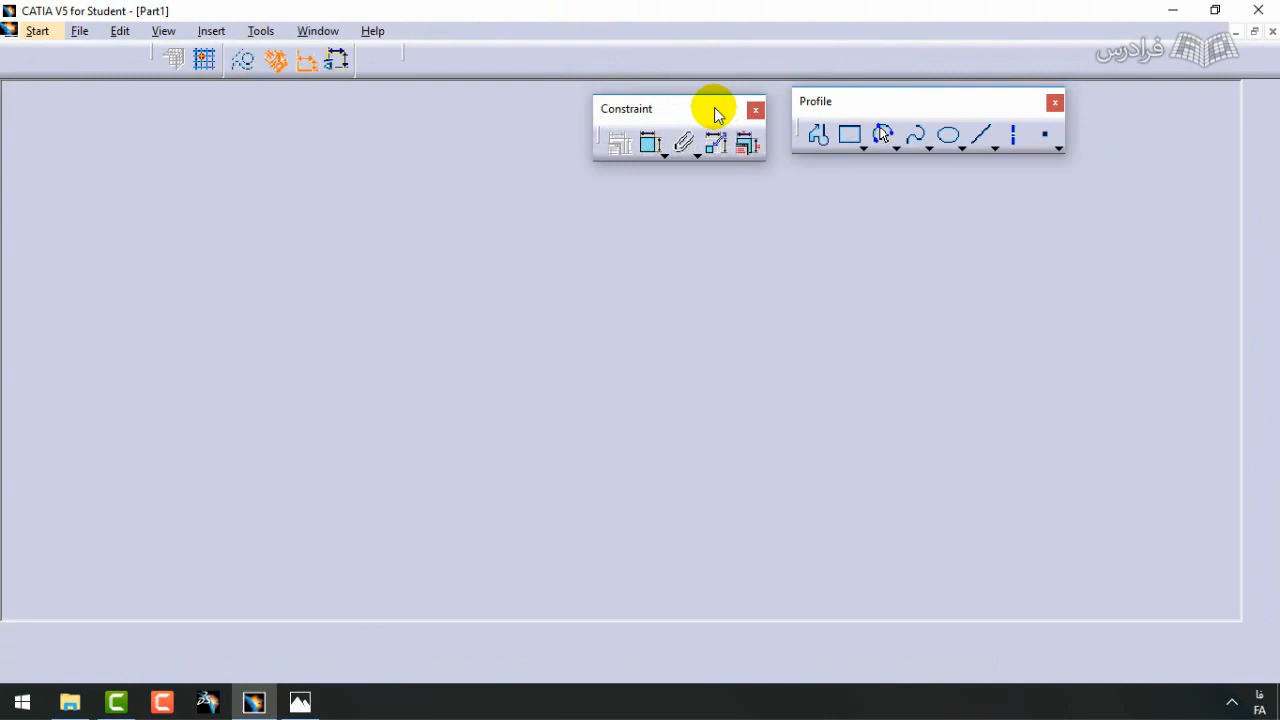 CATIA V5 for Student - [Part1]
Start File Edit View Insert Tools Window Help
فرادرس
Constraint
Profile
فا
FA